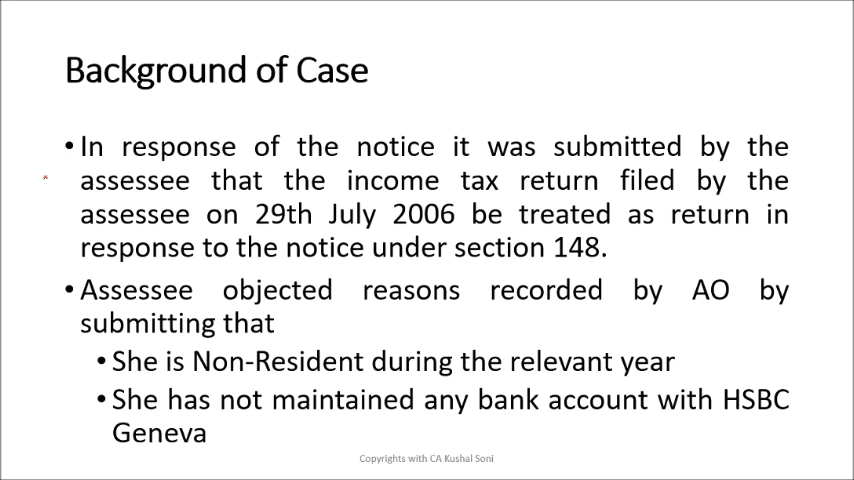 Background of Case
• In response of the notice it was submitted by the
assessee that the income tax return filed by the
assessee on 29th July 2006 be treated as return in
response to the notice under section 148.
• Assessee objected reasons recorded by AO by
submitting that
• She is Non-Resident during the relevant year
• She has not maintained any bank account with HSBC
Geneva
Copyrights with CA Kushal Soni